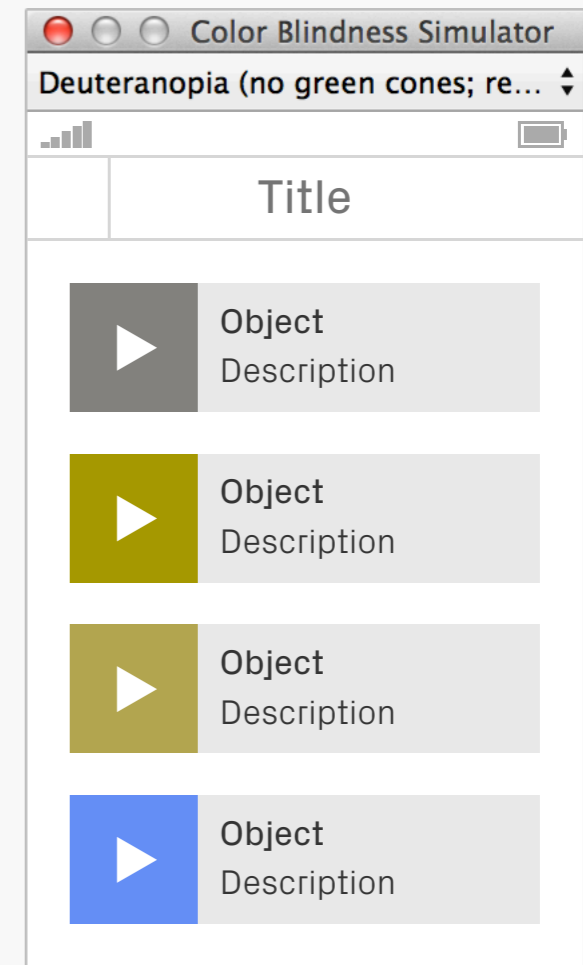 Color Blindness Simulator
Deuteranopia (no green cones; re...
Title
Object
Description
Object
Description
Object
Description
Object
Description